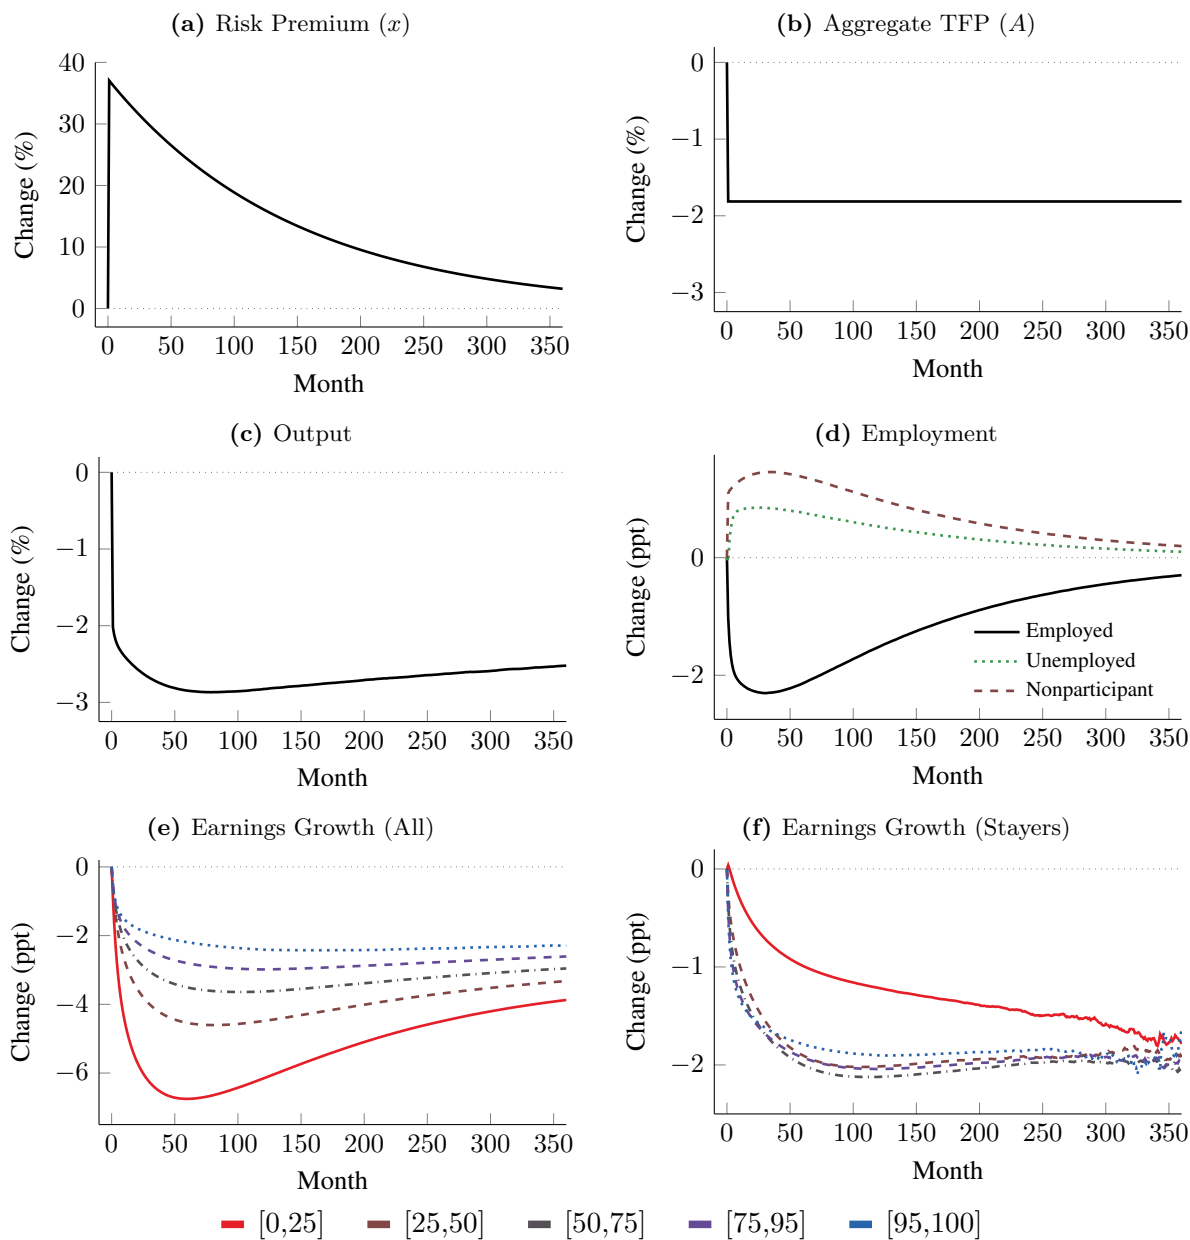 (a) Risk Premium (x)
Change (%)
40
30
20
10
0
0 50 100 150 200 250 300 350
Month
(b) Aggregate TFP (A)
Change (%)
0
−1
−2
−3
0 50 100 150 200 250 300 350
Month
(c) Output
Change (%)
0
−1
−2
−3
0 50 100 150 200 250 300 350
Month
(d) Employment
Change (ppt)
0
−2
Employed
Unemployed
Nonparticipant
0 50 100 150 200 250 300 350
Month
(e) Earnings Growth (All)
Change (ppt)
0
−2
−4
−6
0 50 100 150 200 250 300 350
Month
(f) Earnings Growth (Stayers)
Change (ppt)
0
−1
−2
0 50 100 150 200 250 300 350
Month
[0,25] [25,50] [50,75] [75,95] [95,100]